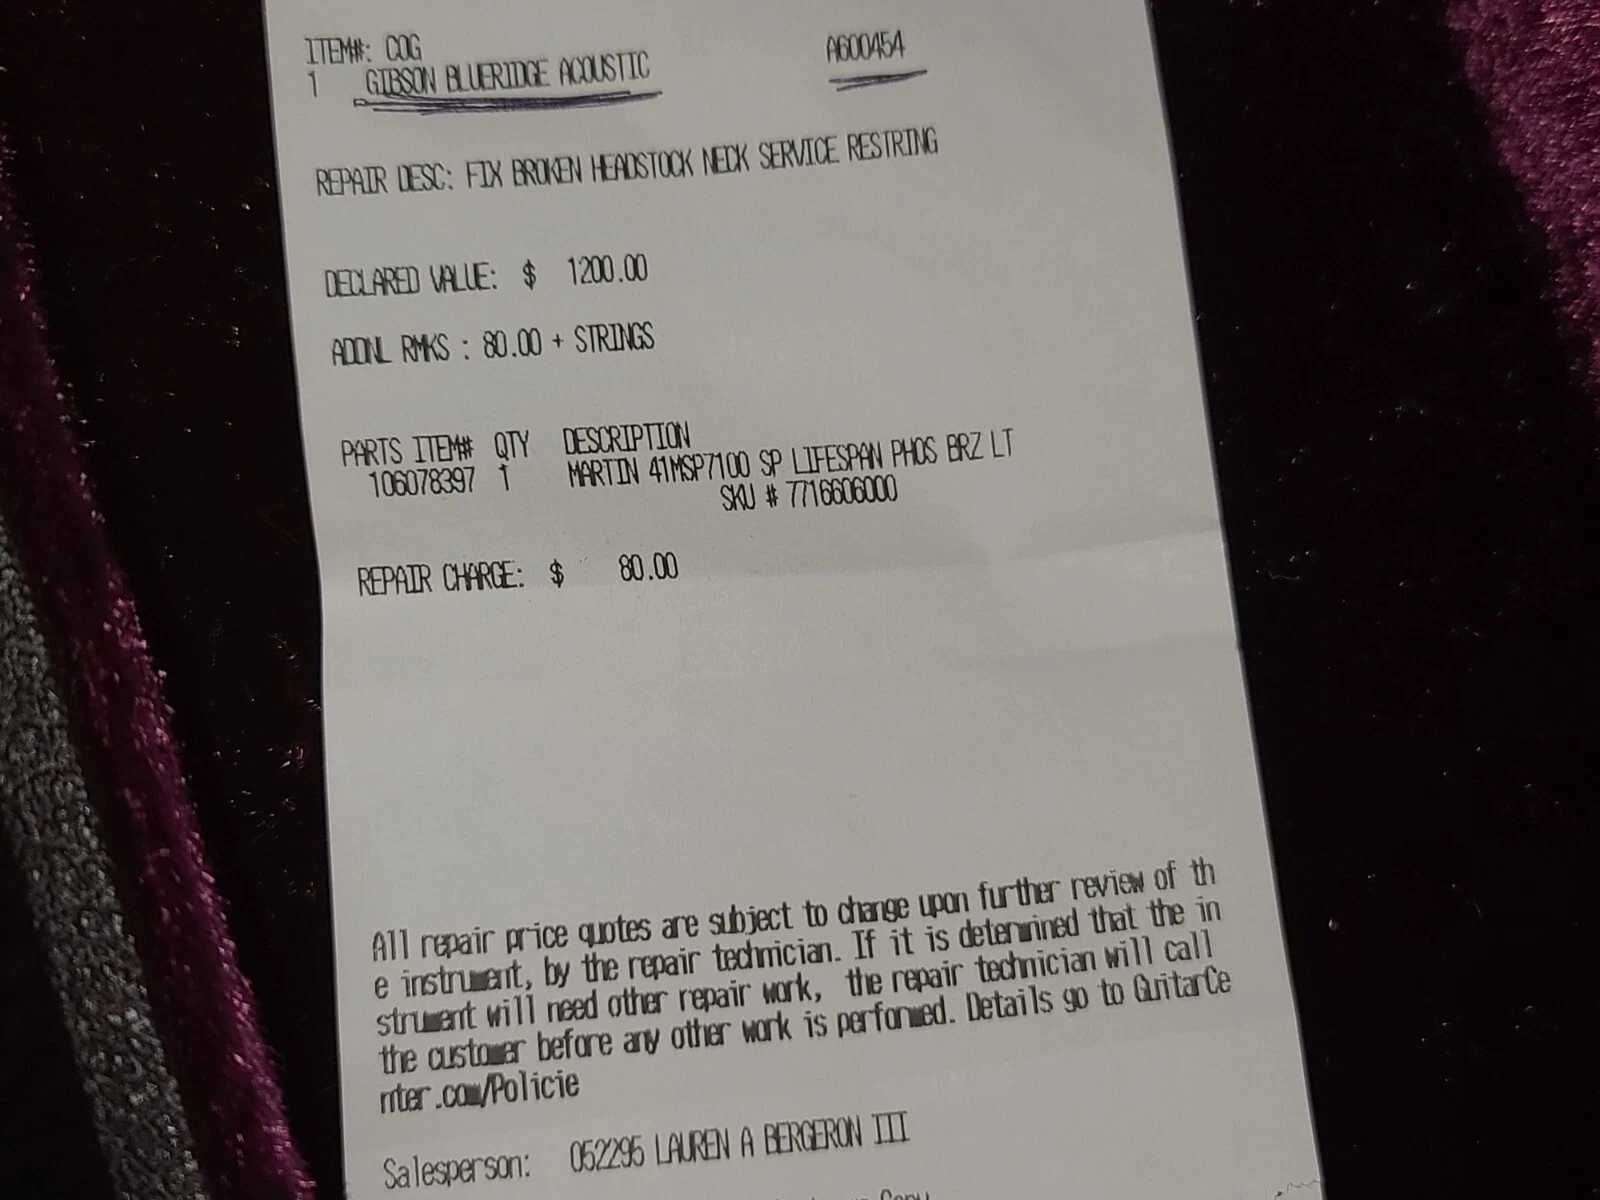 ITEM#: COG A600454
1 GIBSON BLUERIDGE ACOUSTIC
REPAIR DESC: FIX BROKEN HEADSTOCK NECK SERVICE RESTRING
DECLARED VALUE: $ 1200.00
ADDNL RMKS : 80.00 + STRINGS
PARTS ITEM# QTY DESCRIPTION
106078397 1 MARTIN 41MSP7100 SP LIFESPAN PHOS BRZ LT
SKU # 7716606000
REPAIR CHARGE: $ 80.00
All repair price quotes are subject to change upon further review of th
e instrument, by the repair technician. If it is determined that the in
strument will need other repair work, the repair technician will call
the customer before any other work is performed. Details go to GuitarCe
nter.com/Policie
Salesperson: 052295 LAUREN A BERGERON III